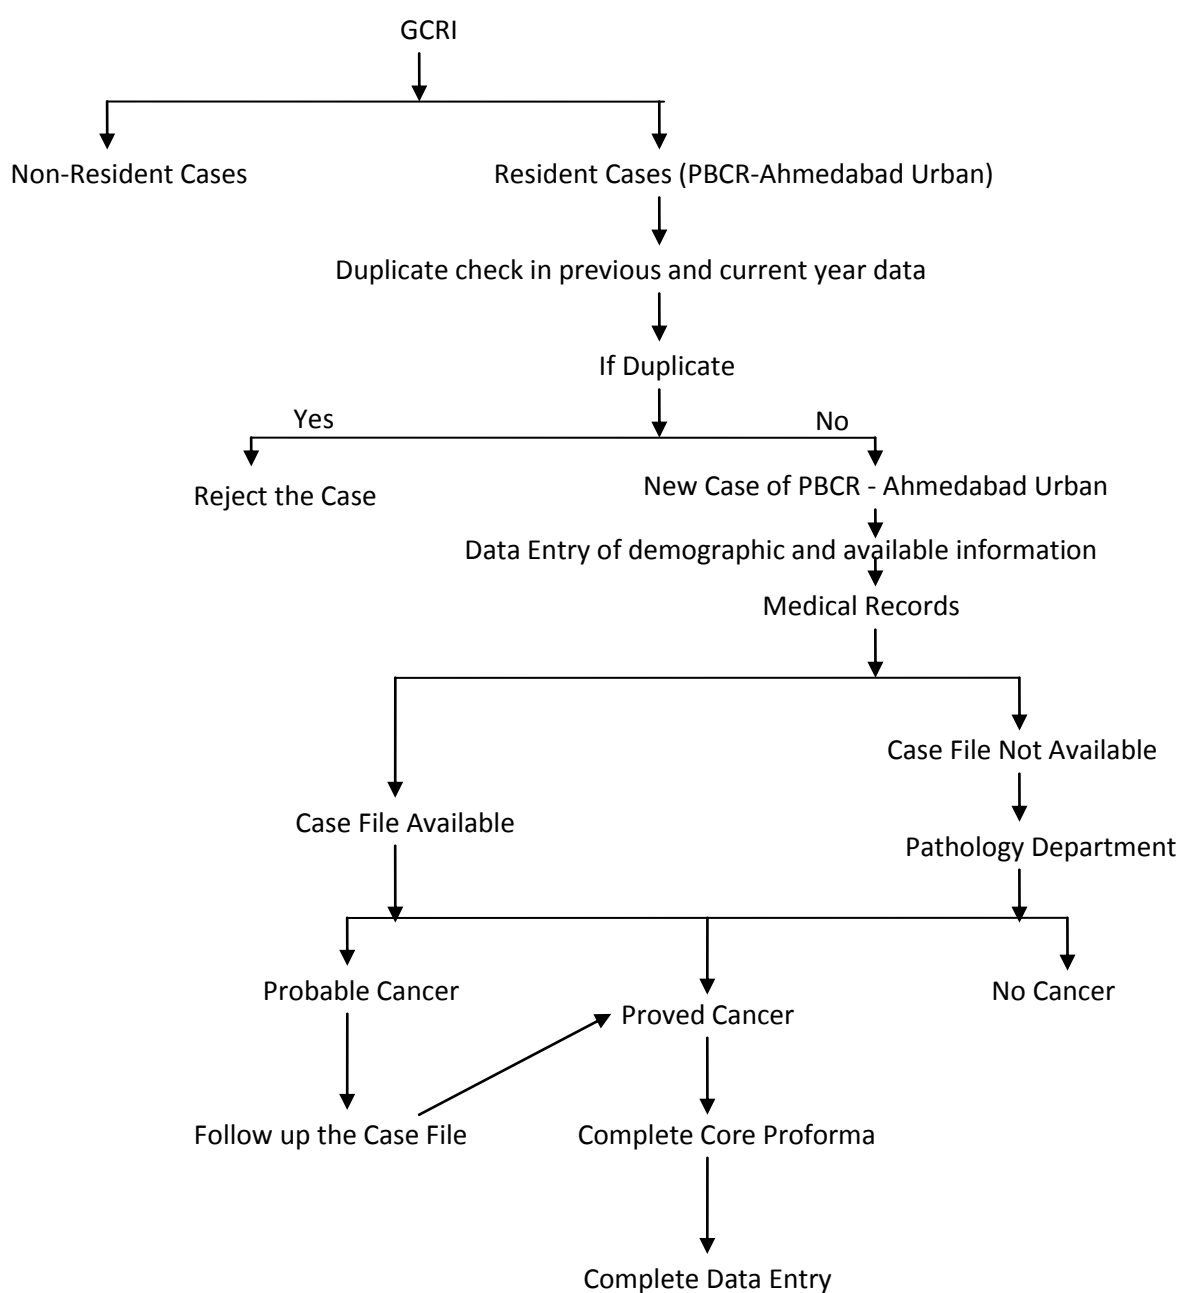 GCRI
Non-Resident Cases
Resident Cases (PBCR-Ahmedabad Urban)
Duplicate check in previous and current year data
If Duplicate
Yes
No
Reject the Case
New Case of PBCR - Ahmedabad Urban
Data Entry of demographic and available information
Medical Records
Case File Not Available
Case File Available
Pathology Department
Probable Cancer
No Cancer
Proved Cancer
Follow up the Case File
Complete Core Proforma
Complete Data Entry